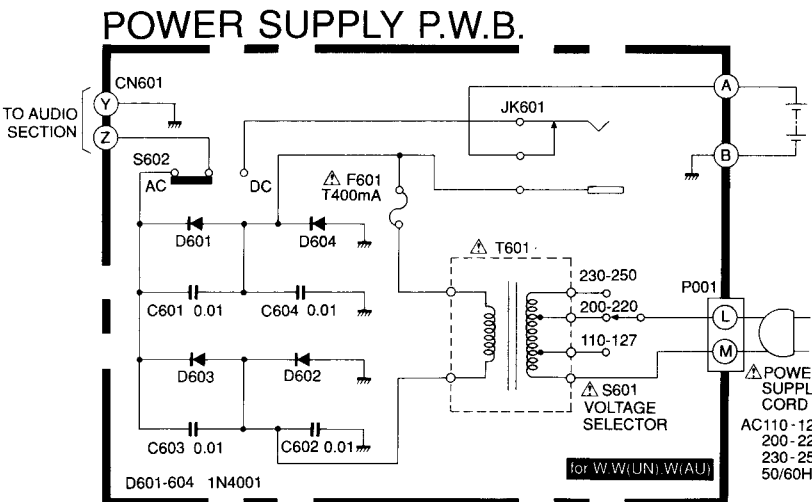 POWER SUPPLY P.W.B.
CN601
Y
TO AUDIO
SECTION
Z
S602
AC
DC
F601
T400mA
JK601
A
B
D601
D604
C601 0.01
C604 0.01
T601
230-250
200-220
110-127
P001
L
M
D603
D602
S601
VOLTAGE
SELECTOR
C603 0.01
C602 0.01
POWE
SUPPL
CORD
AC110-12
200-22
230-25
50/60H
D601-604 1N4001
for W.W(UN).W(AU)